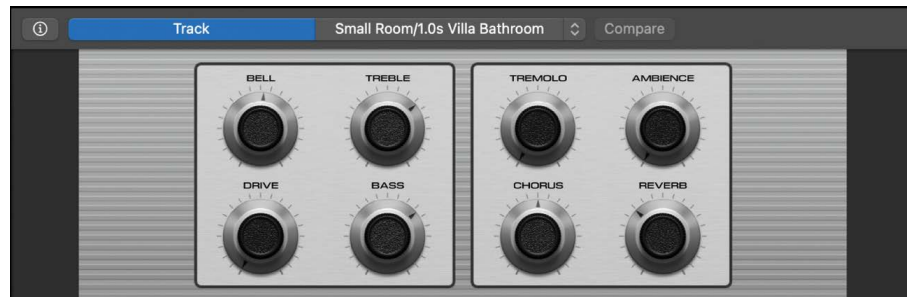 Track Small Room/1.0s Villa Bathroom Compare
BELL TREBLE TREMOLO AMBIENCE
DRIVE BASS CHORUS REVERB